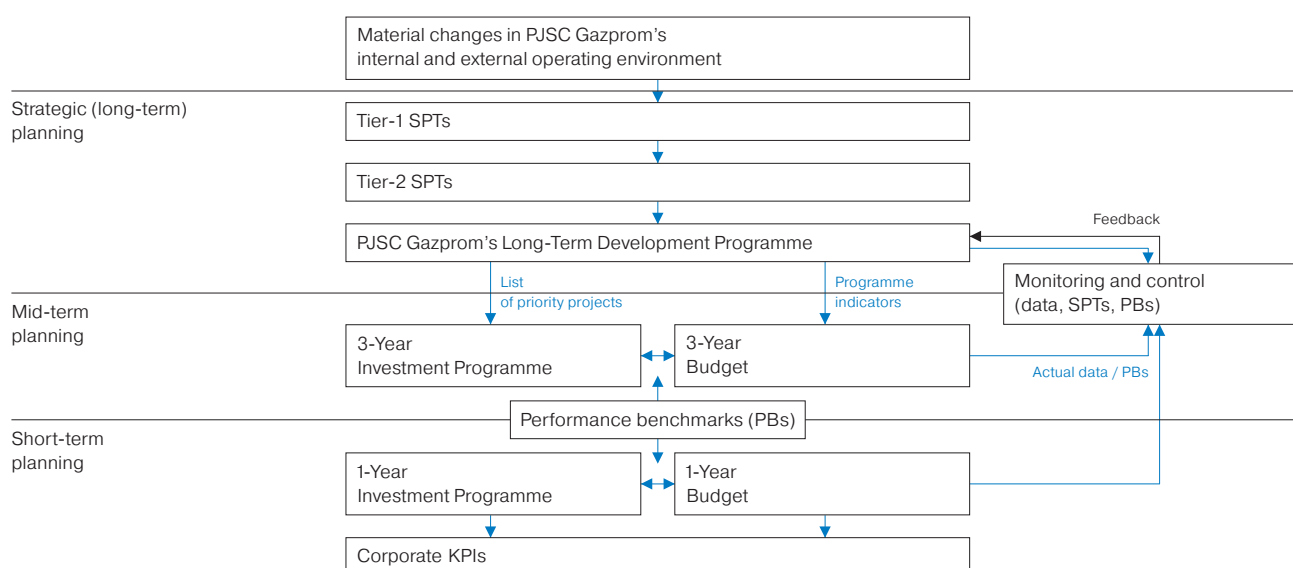 Material changes in PJSC Gazprom's
internal and external operating environment
Strategic (long-term)
planning
Tier-1 SPTs
Tier-2 SPTs
Feedback
PJSC Gazprom's Long-Term Development Programme
List
of priority projects
Programme
indicators
Monitoring and control
(data, SPTs, PBs)
Mid-term
planning
3-Year
Investment Programme
3-Year
Budget
Actual data / PBs
Performance benchmarks (PBs)
Short-term
planning
1-Year
Investment Programme
1-Year
Budget
Corporate KPIs